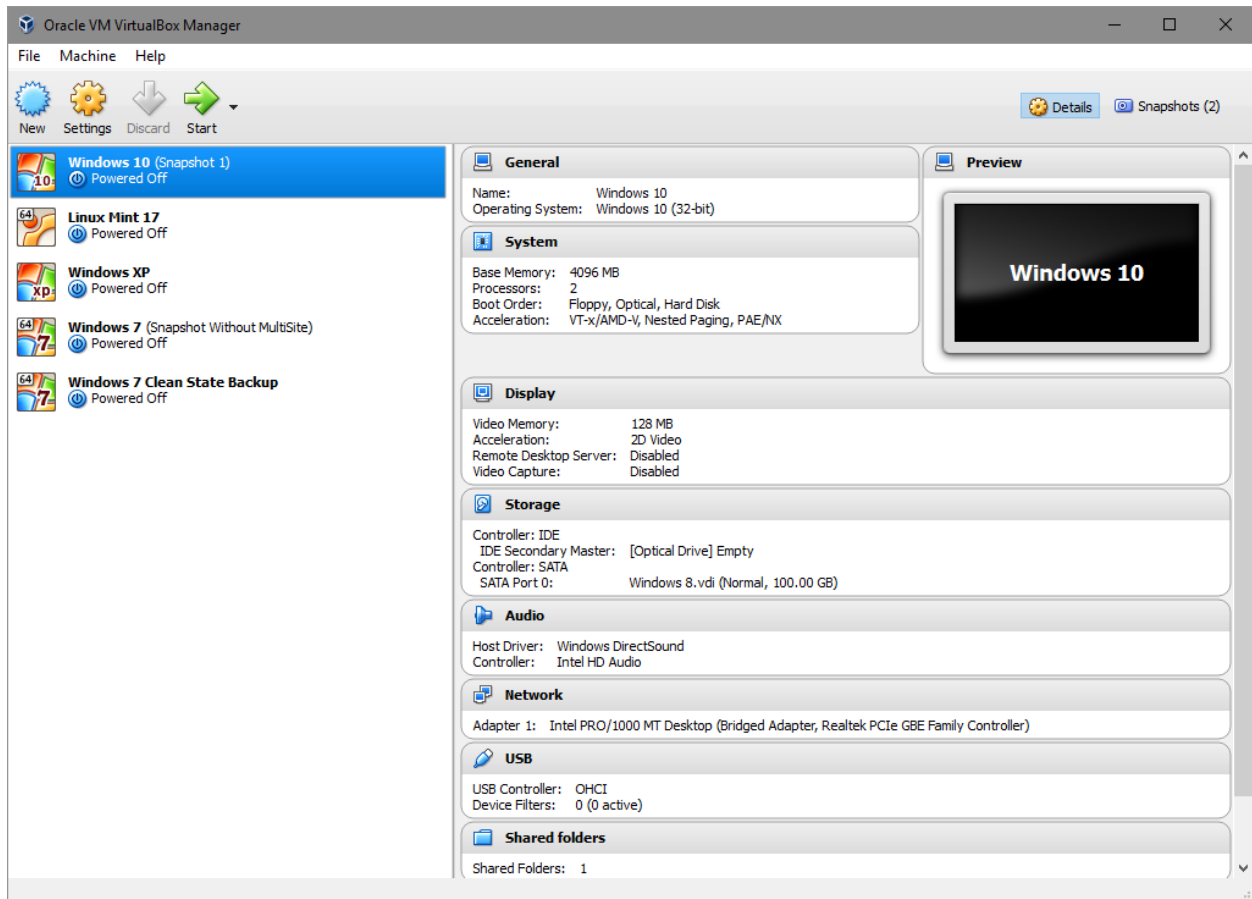 Oracle VM VirtualBox Manager
File Machine Help
New Settings Discard Start
Details Snapshots (2)
Windows 10 (Snapshot 1)
10
Powered Off
64
Linux Mint 17
Powered Off
Windows XP
XP
Powered Off
64
Windows 7 (Snapshot Without MultiSite)
7
Powered Off
64
Windows 7 Clean State Backup
7
Powered Off
General
Name: Windows 10
Operating System: Windows 10 (32-bit)
System
Base Memory: 4096 MB
Processors: 2
Boot Order: Floppy, Optical, Hard Disk
Acceleration: VT-x/AMD-V, Nested Paging, PAE/NX
Preview
Windows 10
Display
Video Memory: 128 MB
Acceleration: 2D Video
Remote Desktop Server: Disabled
Video Capture: Disabled
Storage
Controller: IDE
IDE Secondary Master: [Optical Drive] Empty
Controller: SATA
SATA Port 0: Windows 8.vdi (Normal, 100.00 GB)
Audio
Host Driver: Windows DirectSound
Controller: Intel HD Audio
Network
Adapter 1: Intel PRO/1000 MT Desktop (Bridged Adapter, Realtek PCIe GBE Family Controller)
USB
USB Controller: OHCI
Device Filters: 0 (0 active)
Shared folders
Shared Folders: 1